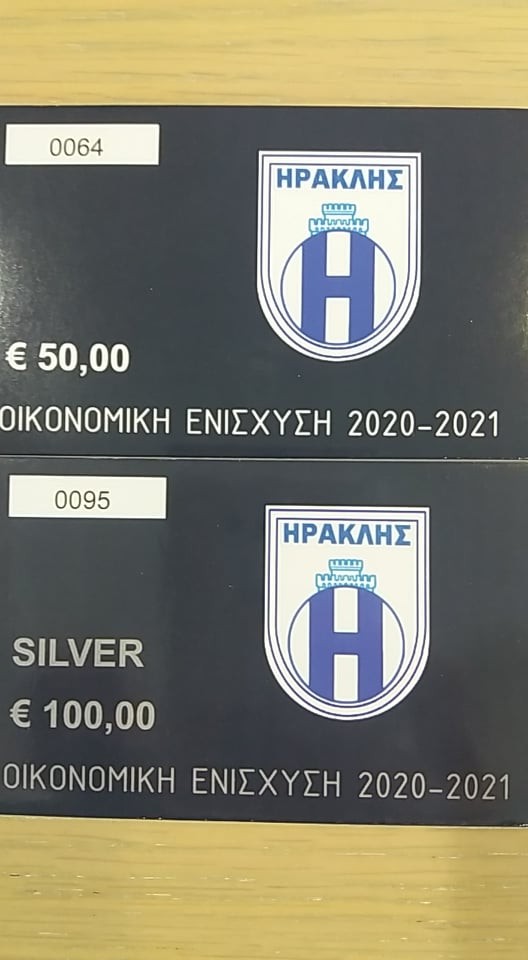 0064
ΗΡΑΚΛΗΣ
Η
€ 50,00
ΟΙΚΟΝΟΜΙΚΗ ΕΝΙΣΧΥΣΗ 2020-2021
0095
ΗΡΑΚΛΗΣ
Η
SILVER
€ 100,00
ΟΙΚΟΝΟΜΙΚΗ ΕΝΙΣΧΥΣΗ 2020-2021